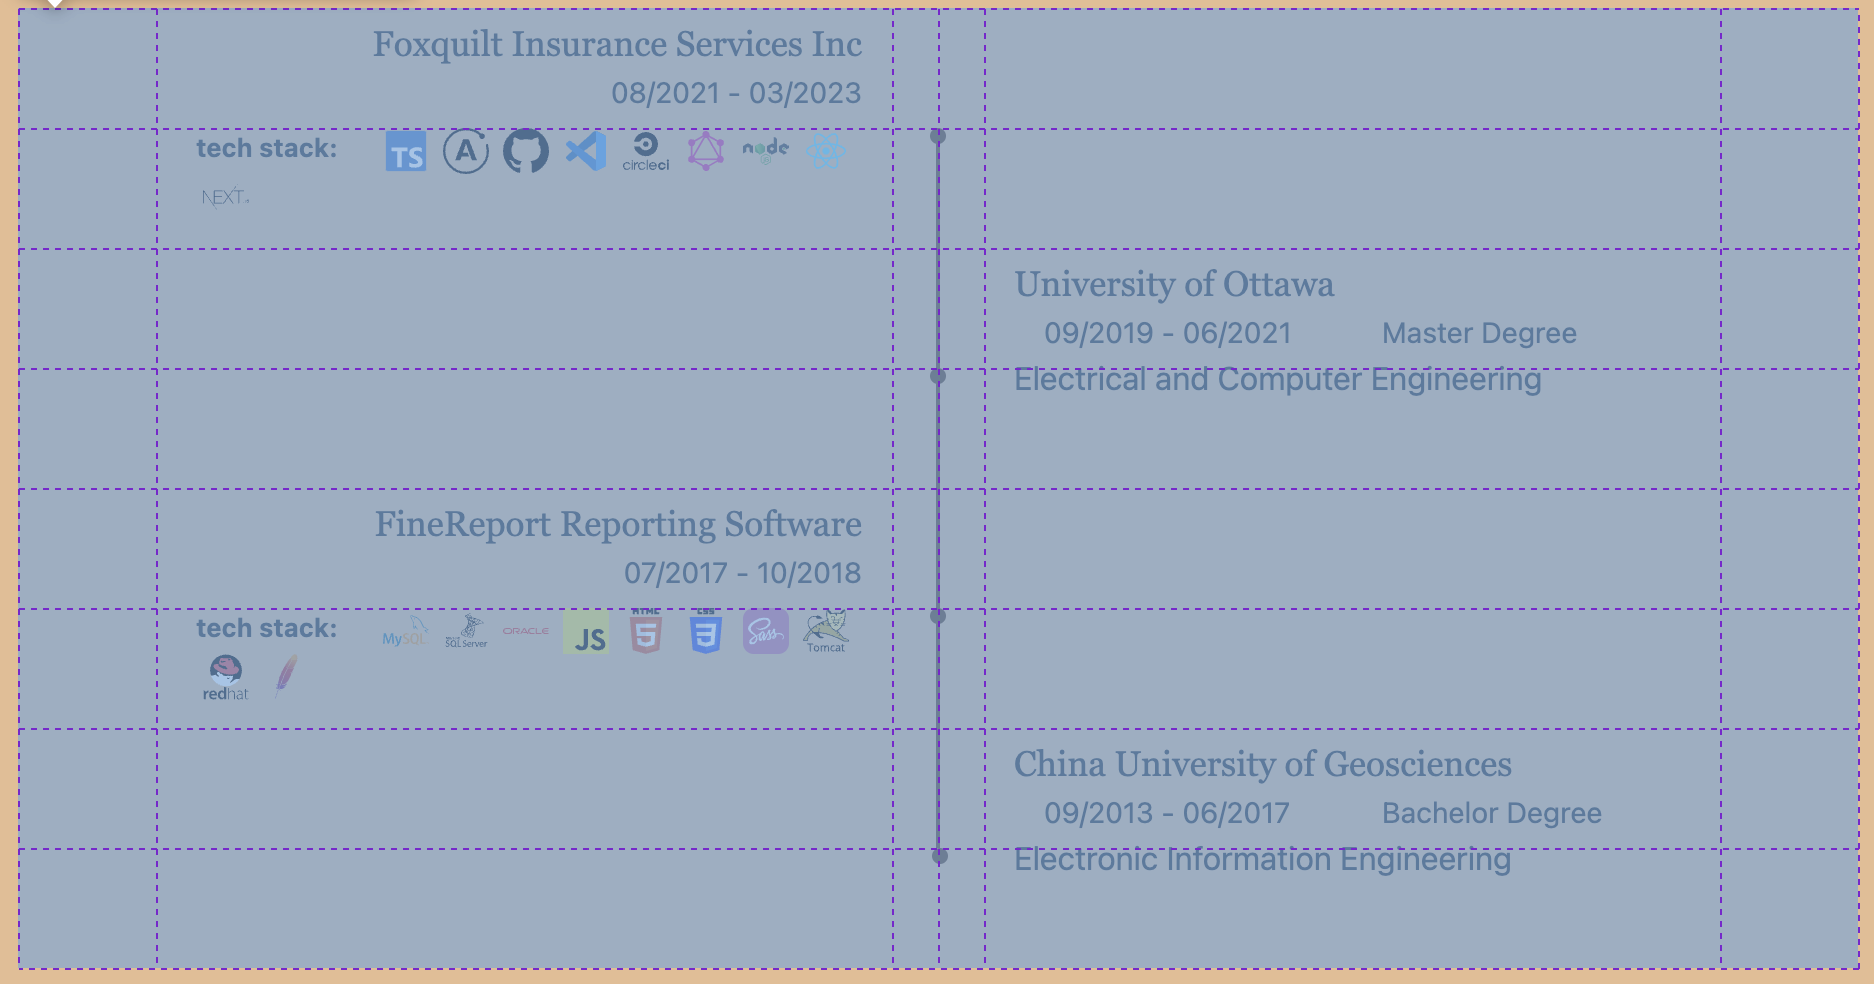 Foxquilt Insurance Services Inc
08/2021 - 03/2023
tech stack: TS A circleci node
NEXT.JS
University of Ottawa
09/2019 - 06/2021 Master Degree
Electrical and Computer Engineering
FineReport Reporting Software
07/2017 - 10/2018
tech stack: MySQL SQL Server ORACLE JS HTML 5 CSS 3 Sass Tomcat
redhat
China University of Geosciences
09/2013 - 06/2017 Bachelor Degree
Electronic Information Engineering